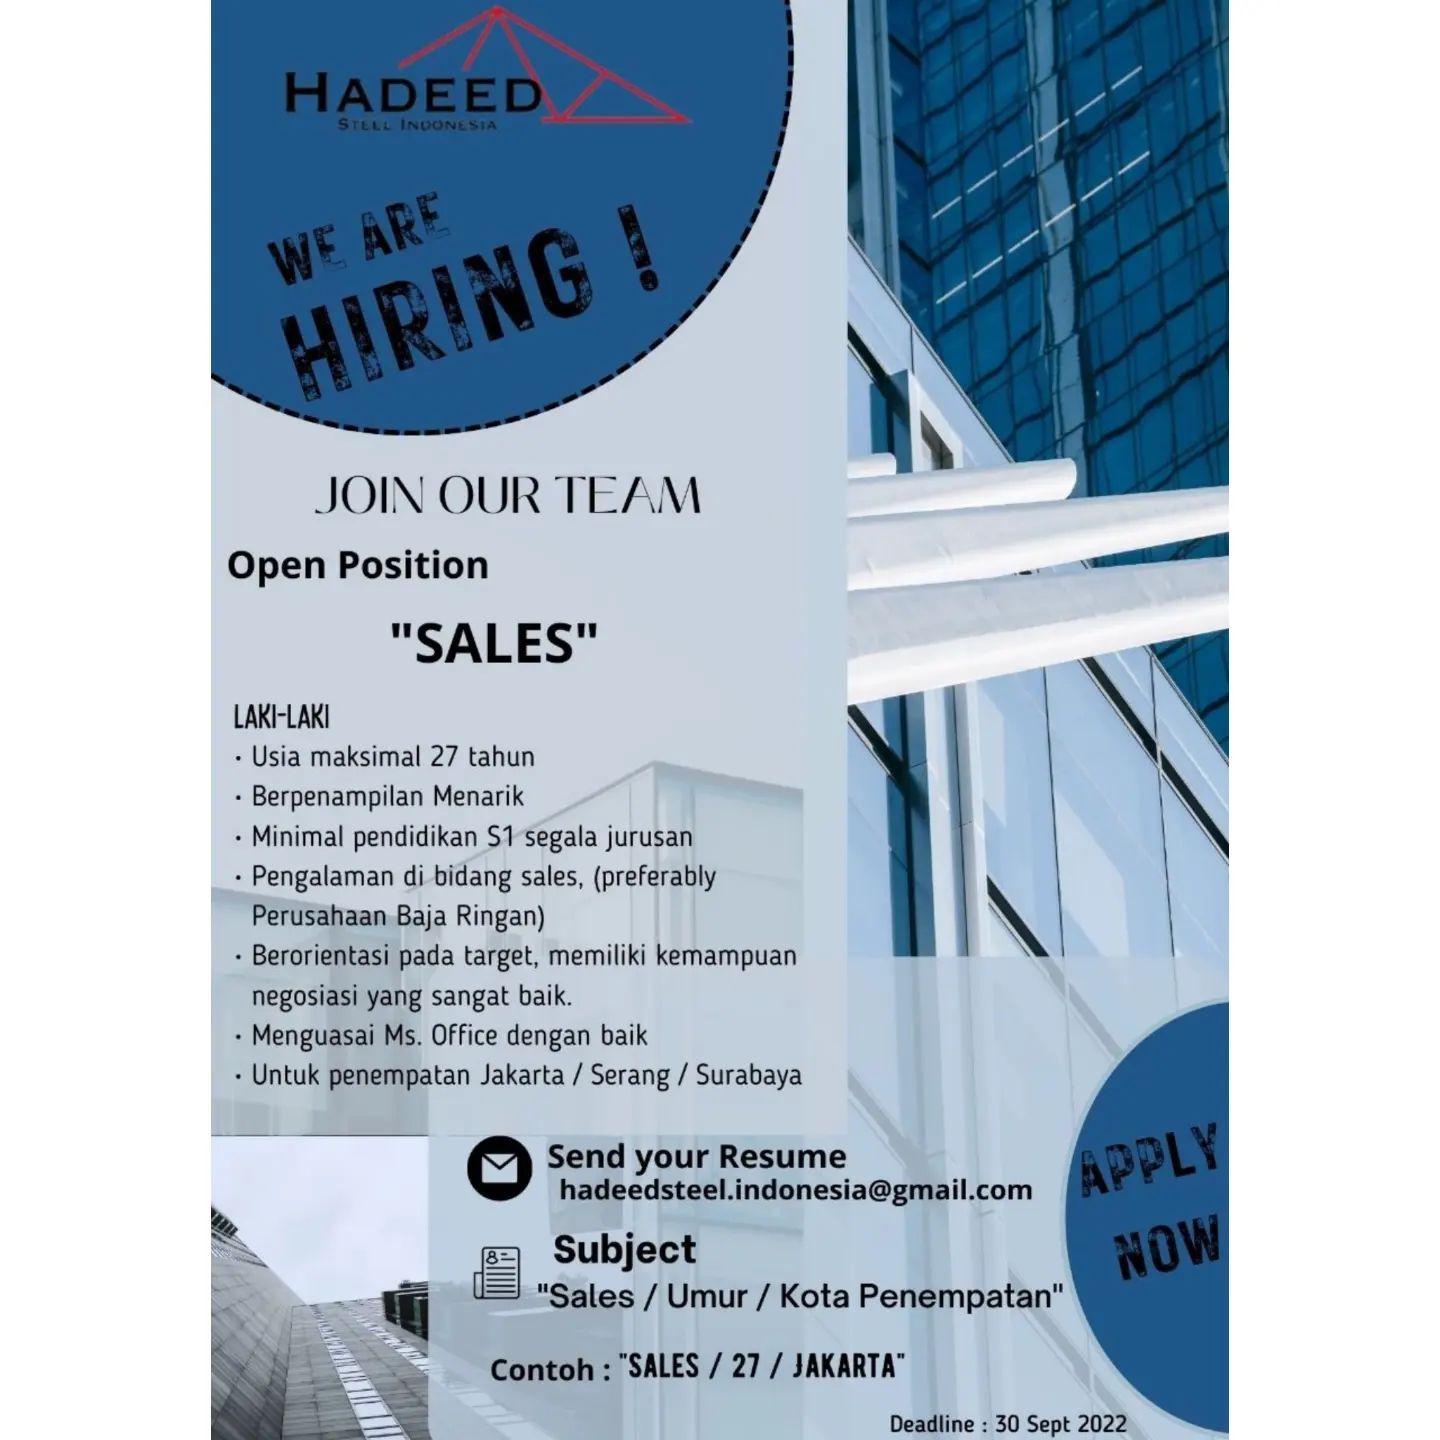 HADEED
STEEL INDONESIA
WE ARE
HIRING !
JOIN OUR TEAM
Open Position
"SALES"
LAKI-LAKI
• Usia maksimal 27 tahun
• Berpenampilan Menarik
• Minimal pendidikan S1 segala jurusan
• Pengalaman di bidang sales, (preferably
Perusahaan Baja Ringan)
• Berorientasi pada target, memiliki kemampuan
negosiasi yang sangat baik.
• Menguasai Ms. Office dengan baik
• Untuk penempatan Jakarta / Serang / Surabaya
Send your Resume
hadeedsteel.indonesia@gmail.com
Subject
"Sales / Umur / Kota Penempatan"
Contoh : "SALES / 27 / JAKARTA"
APPLY
NOW
Deadline : 30 Sept 2022